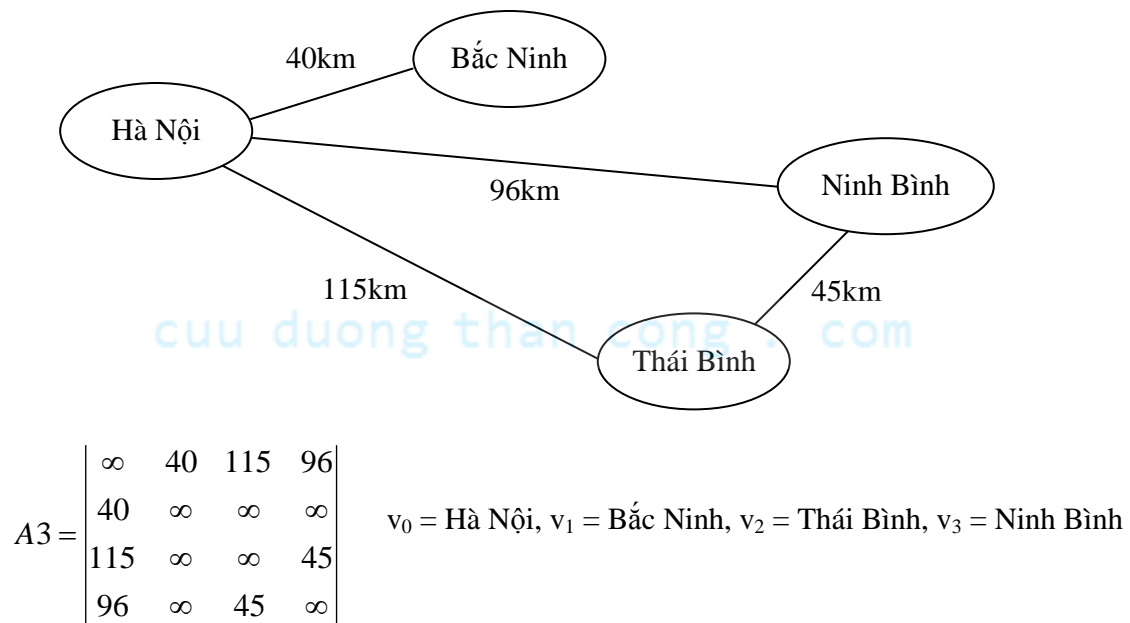 40km
Bắc Ninh
Hà Nội
96km
Ninh Bình
115km
45km
cuu duong than cong . com
Thái Bình
A3 =
∞ 40 115 96
40 ∞ ∞ ∞
115 ∞ ∞ 45
96 ∞ 45 ∞
v₀ = Hà Nội, v₁ = Bắc Ninh, v₂ = Thái Bình, v₃ = Ninh Bình